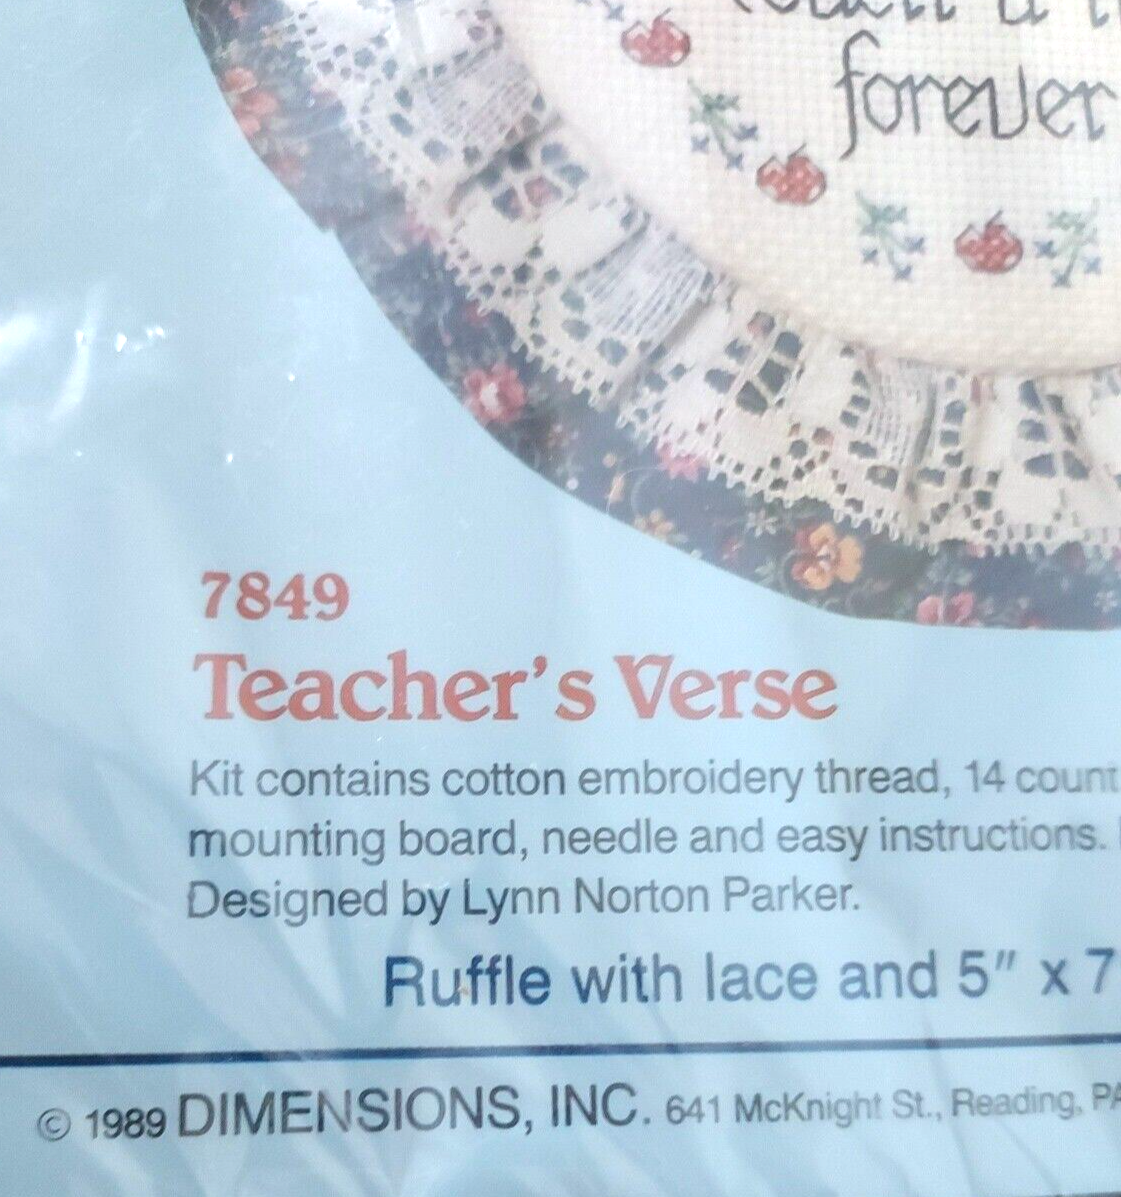 forever
7849
Teacher's Verse
Kit contains cotton embroidery thread, 14 count
mounting board, needle and easy instructions.
Designed by Lynn Norton Parker.
Ruffle with lace and 5" x 7
© 1989 DIMENSIONS, INC. 641 McKnight St., Reading, PA